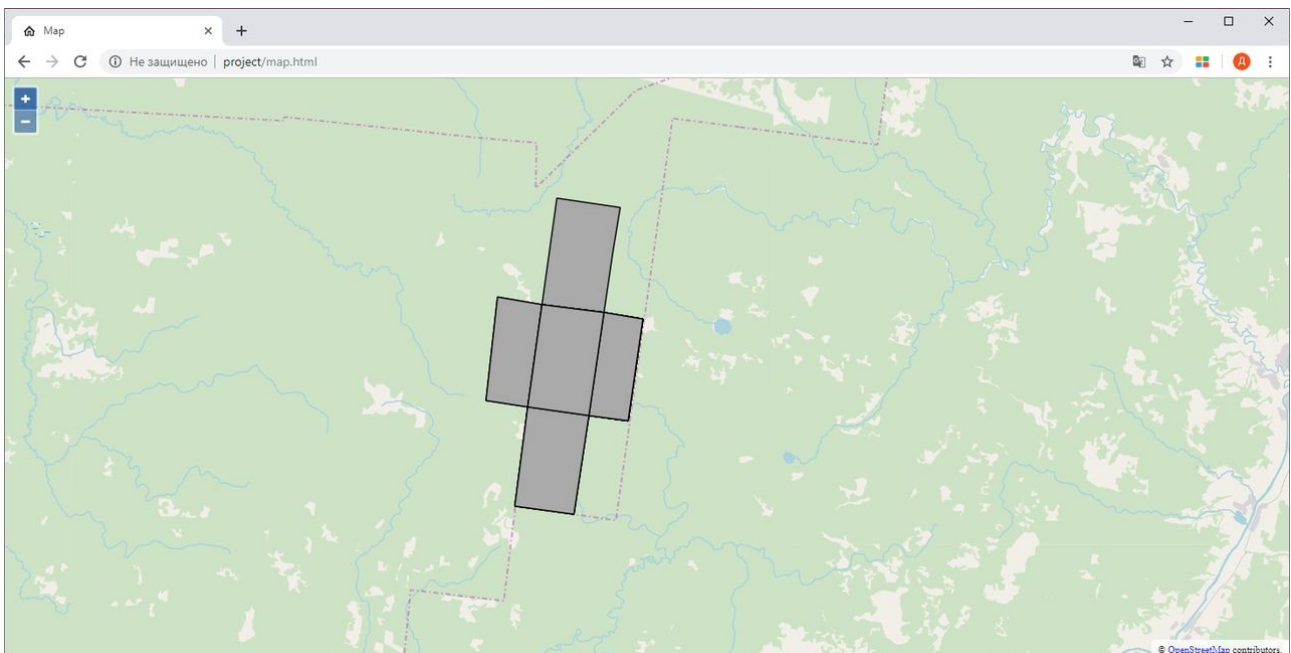 Map
Не защищено | project/map.html
Д
+
−
© OpenStreetMap contributors.